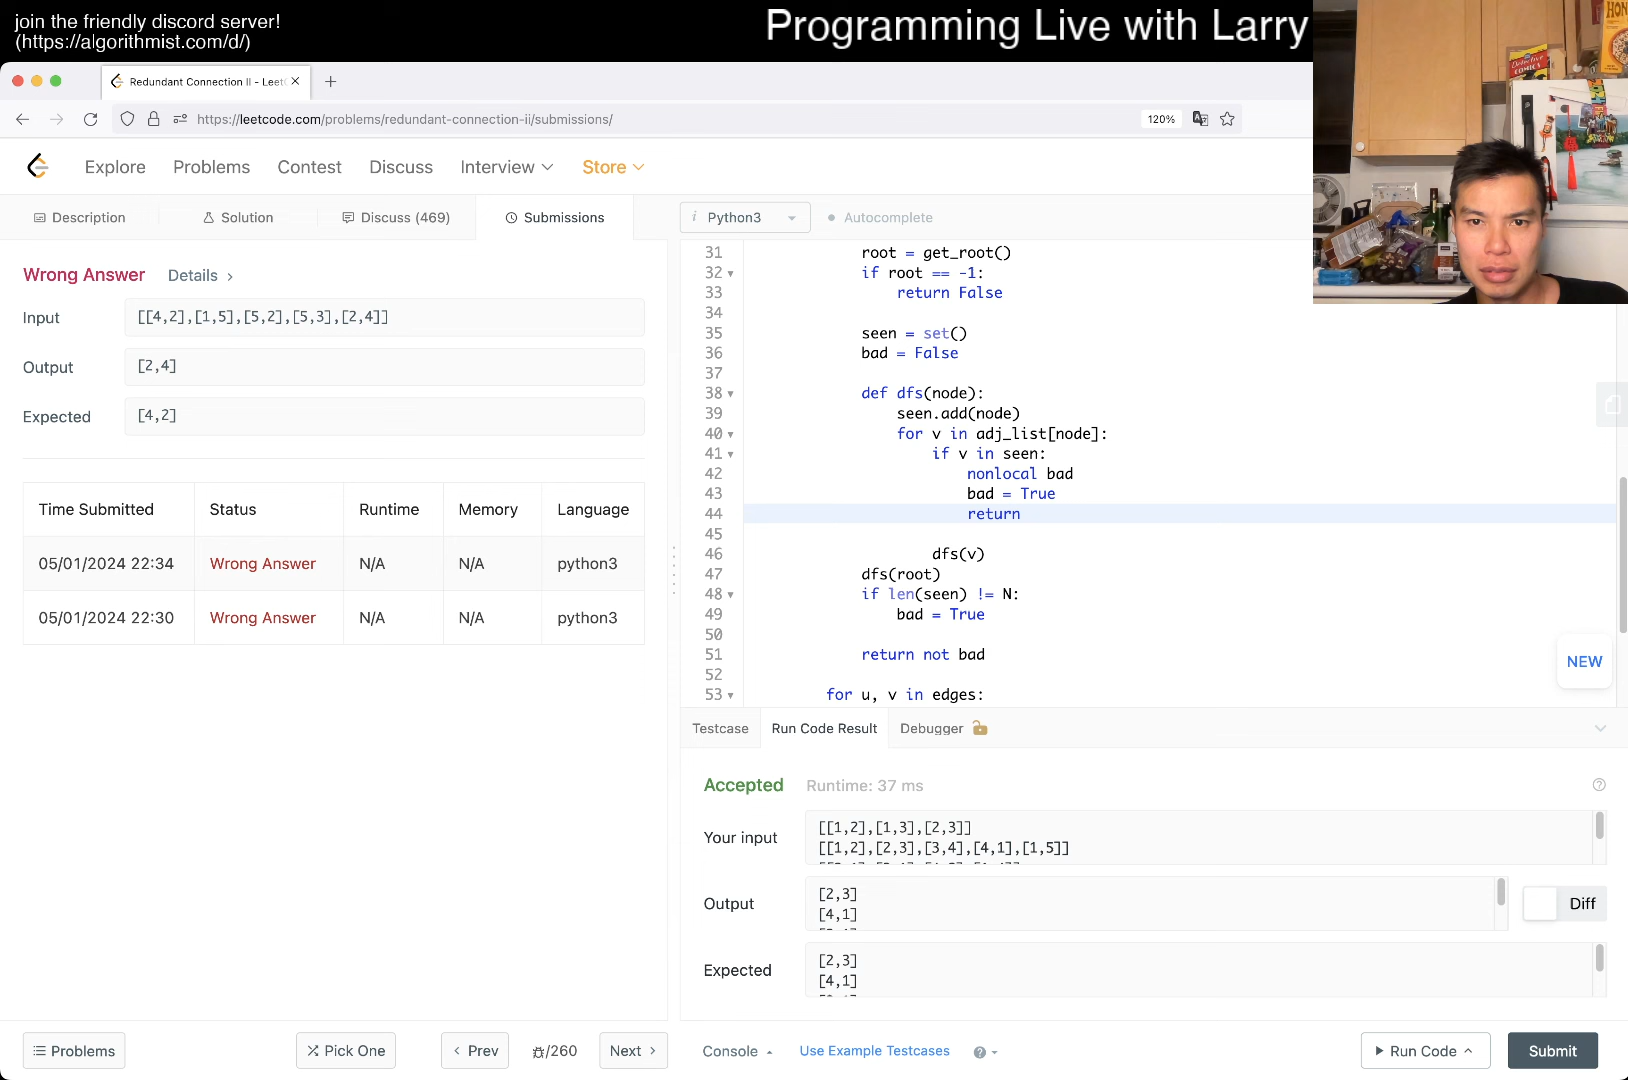 join the friendly discord server!
(https://algorithmist.com/d/)
Programming Live with Larry
Redundant Connection II - Leet
https://leetcode.com/problems/redundant-connection-ii/submissions/
120%
Explore
Problems
Contest
Discuss
Interview
Store
Description
Solution
Discuss (469)
Submissions
Python3
Autocomplete
Wrong Answer
Details
Input
[[4,2],[1,5],[5,2],[5,3],[2,4]]
Output
[2,4]
Expected
[4,2]
Time Submitted Status Runtime Memory Language
05/01/2024 22:34 Wrong Answer N/A N/A python3
05/01/2024 22:30 Wrong Answer N/A N/A python3
31 root = get_root()
32 if root == -1:
33 return False
34
35 seen = set()
36 bad = False
37
38 def dfs(node):
39 seen.add(node)
40 for v in adj_list[node]:
41 if v in seen:
42 nonlocal bad
43 bad = True
44 return
45
46 dfs(v)
47 dfs(root)
48 if len(seen) != N:
49 bad = True
50
51 return not bad
52
53 for u, v in edges:
NEW
Testcase
Run Code Result
Debugger
Accepted
Runtime: 37 ms
Your input
[[1,2],[1,3],[2,3]]
[[1,2],[2,3],[3,4],[4,1],[1,5]]
Output
[2,3]
[4,1]
Diff
Expected
[2,3]
[4,1]
Problems
Pick One
Prev
/260
Next
Console
Use Example Testcases
Run Code
Submit